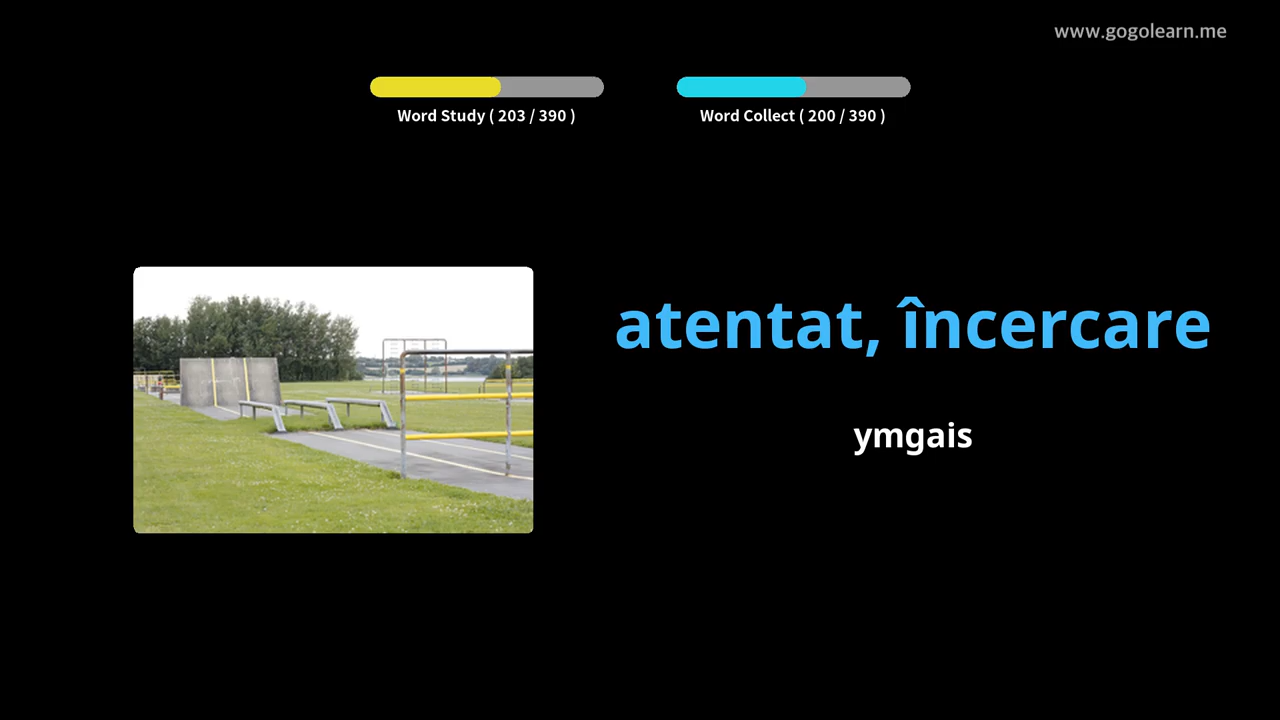 www.gogolearn.me
Word Study ( 203 / 390 )
Word Collect ( 200 / 390 )
atentat, încercare
ymgais